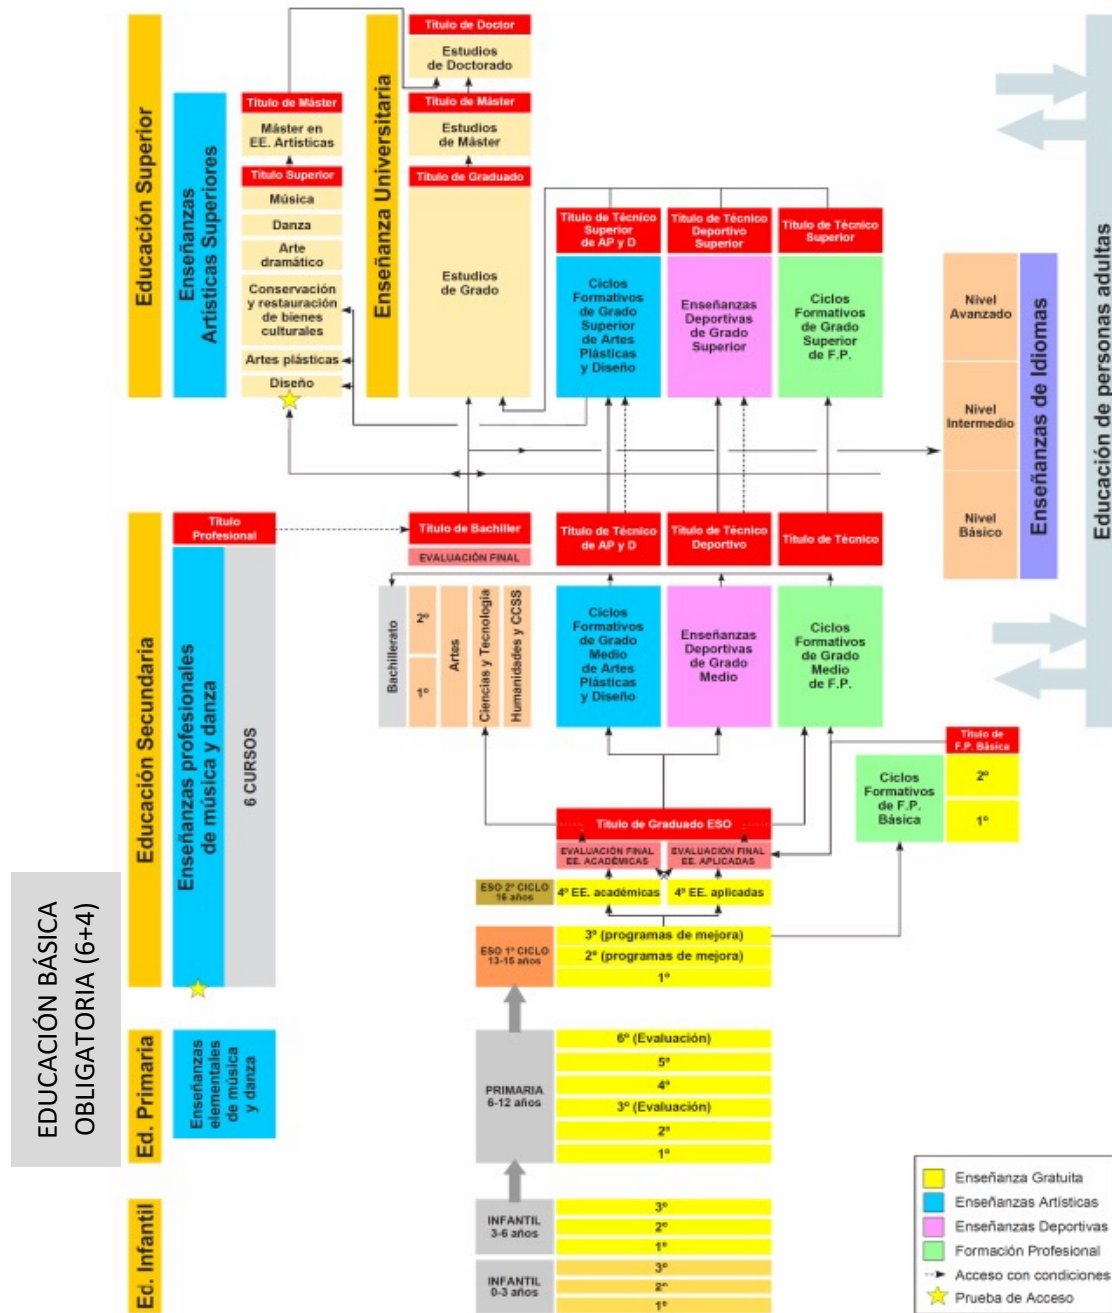 Título de Doctor
Estudios
de Doctorado
Título de Máster
Máster en
EE. Artísticas
Título Superior
Música
Danza
Arte
dramático
Conservación
y restauración
de bienes
culturales
Artes plásticas
Diseño
Título de Máster
Estudios
de Máster
Título de Graduado
Estudios
de Grado
Educación Superior
Enseñanzas
Artísticas Superiores
Enseñanza Universitaria
Título de Técnico
Superior
de AP y D
Título de Técnico
Deportivo
Superior
Título de Técnico
Superior
Ciclos
Formativos
de Grado
Superior
de Artes
Plásticas
y Diseño
Enseñanzas
Deportivas
de Grado
Superior
Ciclos
Formativos
de Grado
Superior
de F.P.
Nivel
Avanzado
Nivel
Intermedio
Nivel
Básico
Enseñanzas de Idiomas
Educación de personas adultas
Título
Profesional
Título de Bachiller
EVALUACIÓN FINAL
Título de Técnico
de AP y D
Título de Técnico
Deportivo
Título de Técnico
Educación Secundaria
Enseñanzas profesionales
de música y danza
6 CURSOS
Bachillerato
2º
1º
Artes
Ciencias y Tecnología
Humanidades y CCSS
Ciclos
Formativos
de Grado
Medio
de Artes
Plásticas
y Diseño
Enseñanzas
Deportivas
de Grado
Medio
Ciclos
Formativos
de Grado
Medio
de F.P.
Título de
F.P. Básica
Ciclos
Formativos
de F.P.
Básica
2º
1º
Título de Graduado ESO
EVALUACIÓN FINAL
EE. ACADÉMICAS
EVALUACIÓN FINAL
EE. APLICADAS
ESO 2º CICLO
16 años
4º EE. académicas
4º EE. aplicadas
ESO 1º CICLO
13-15 años
3º (programas de mejora)
2º (programas de mejora)
1º
EDUCACIÓN BÁSICA
OBLIGATORIA (6+4)
Ed. Primaria
Enseñanzas
elementales
de música
y danza
PRIMARIA
6-12 años
6º (Evaluación)
5º
4º
3º (Evaluación)
2º
1º
Ed. Infantil
INFANTIL
3-6 años
3º
2º
1º
INFANTIL
0-3 años
3º
2º
1º
Enseñanza Gratuita
Enseñanzas Artísticas
Enseñanzas Deportivas
Formación Profesional
Acceso con condiciones
Prueba de Acceso